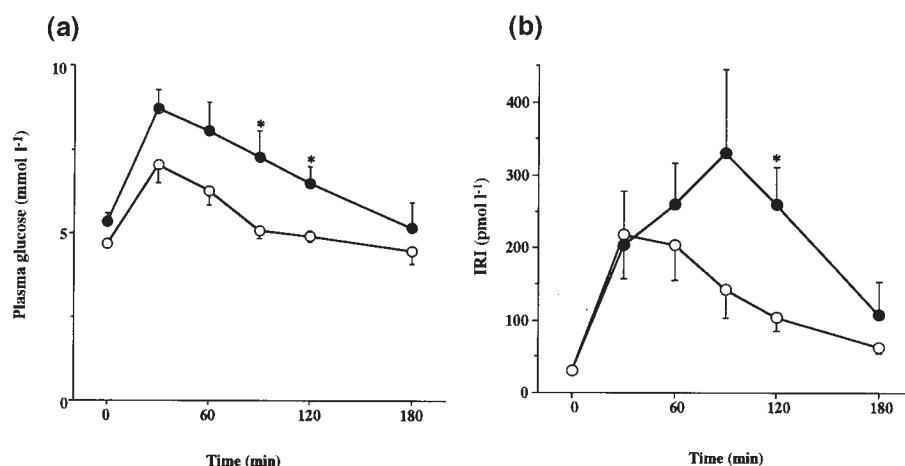 (a)
10
5
0
Plasma glucose (mmol l⁻¹)
*
*
0 60 120 180
Time (min)
(b)
400
300
200
100
0
IRI (pmol l⁻¹)
*
0 60 120 180
Time (min)